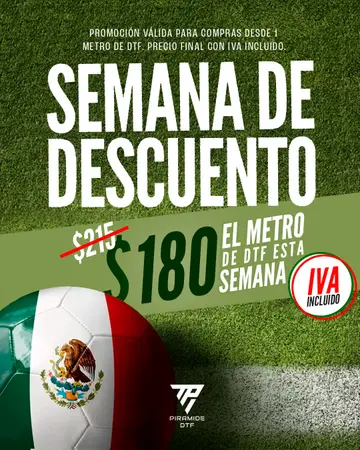 PROMOCIÓN VÁLIDA PARA COMPRAS DESDE 1
METRO DE DTF. PRECIO FINAL CON IVA INCLUIDO.
SEMANA DE
DESCUENTO
$215
$180
EL METRO
DE DTF ESTA
SEMANA
IVA
INCLUIDO
PIRAMIDE
DTF